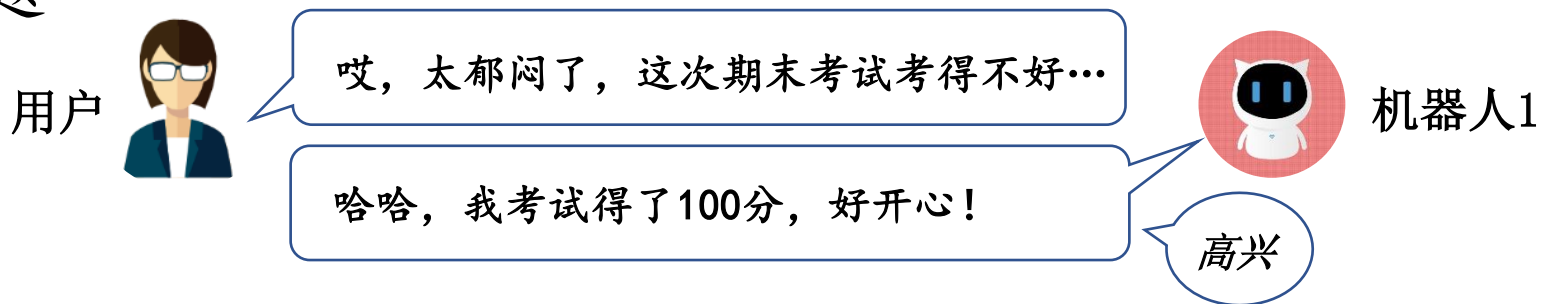 用户
哎，太郁闷了，这次期末考试考得不好…
机器人1
哈哈，我考试得了100分，好开心！
高兴